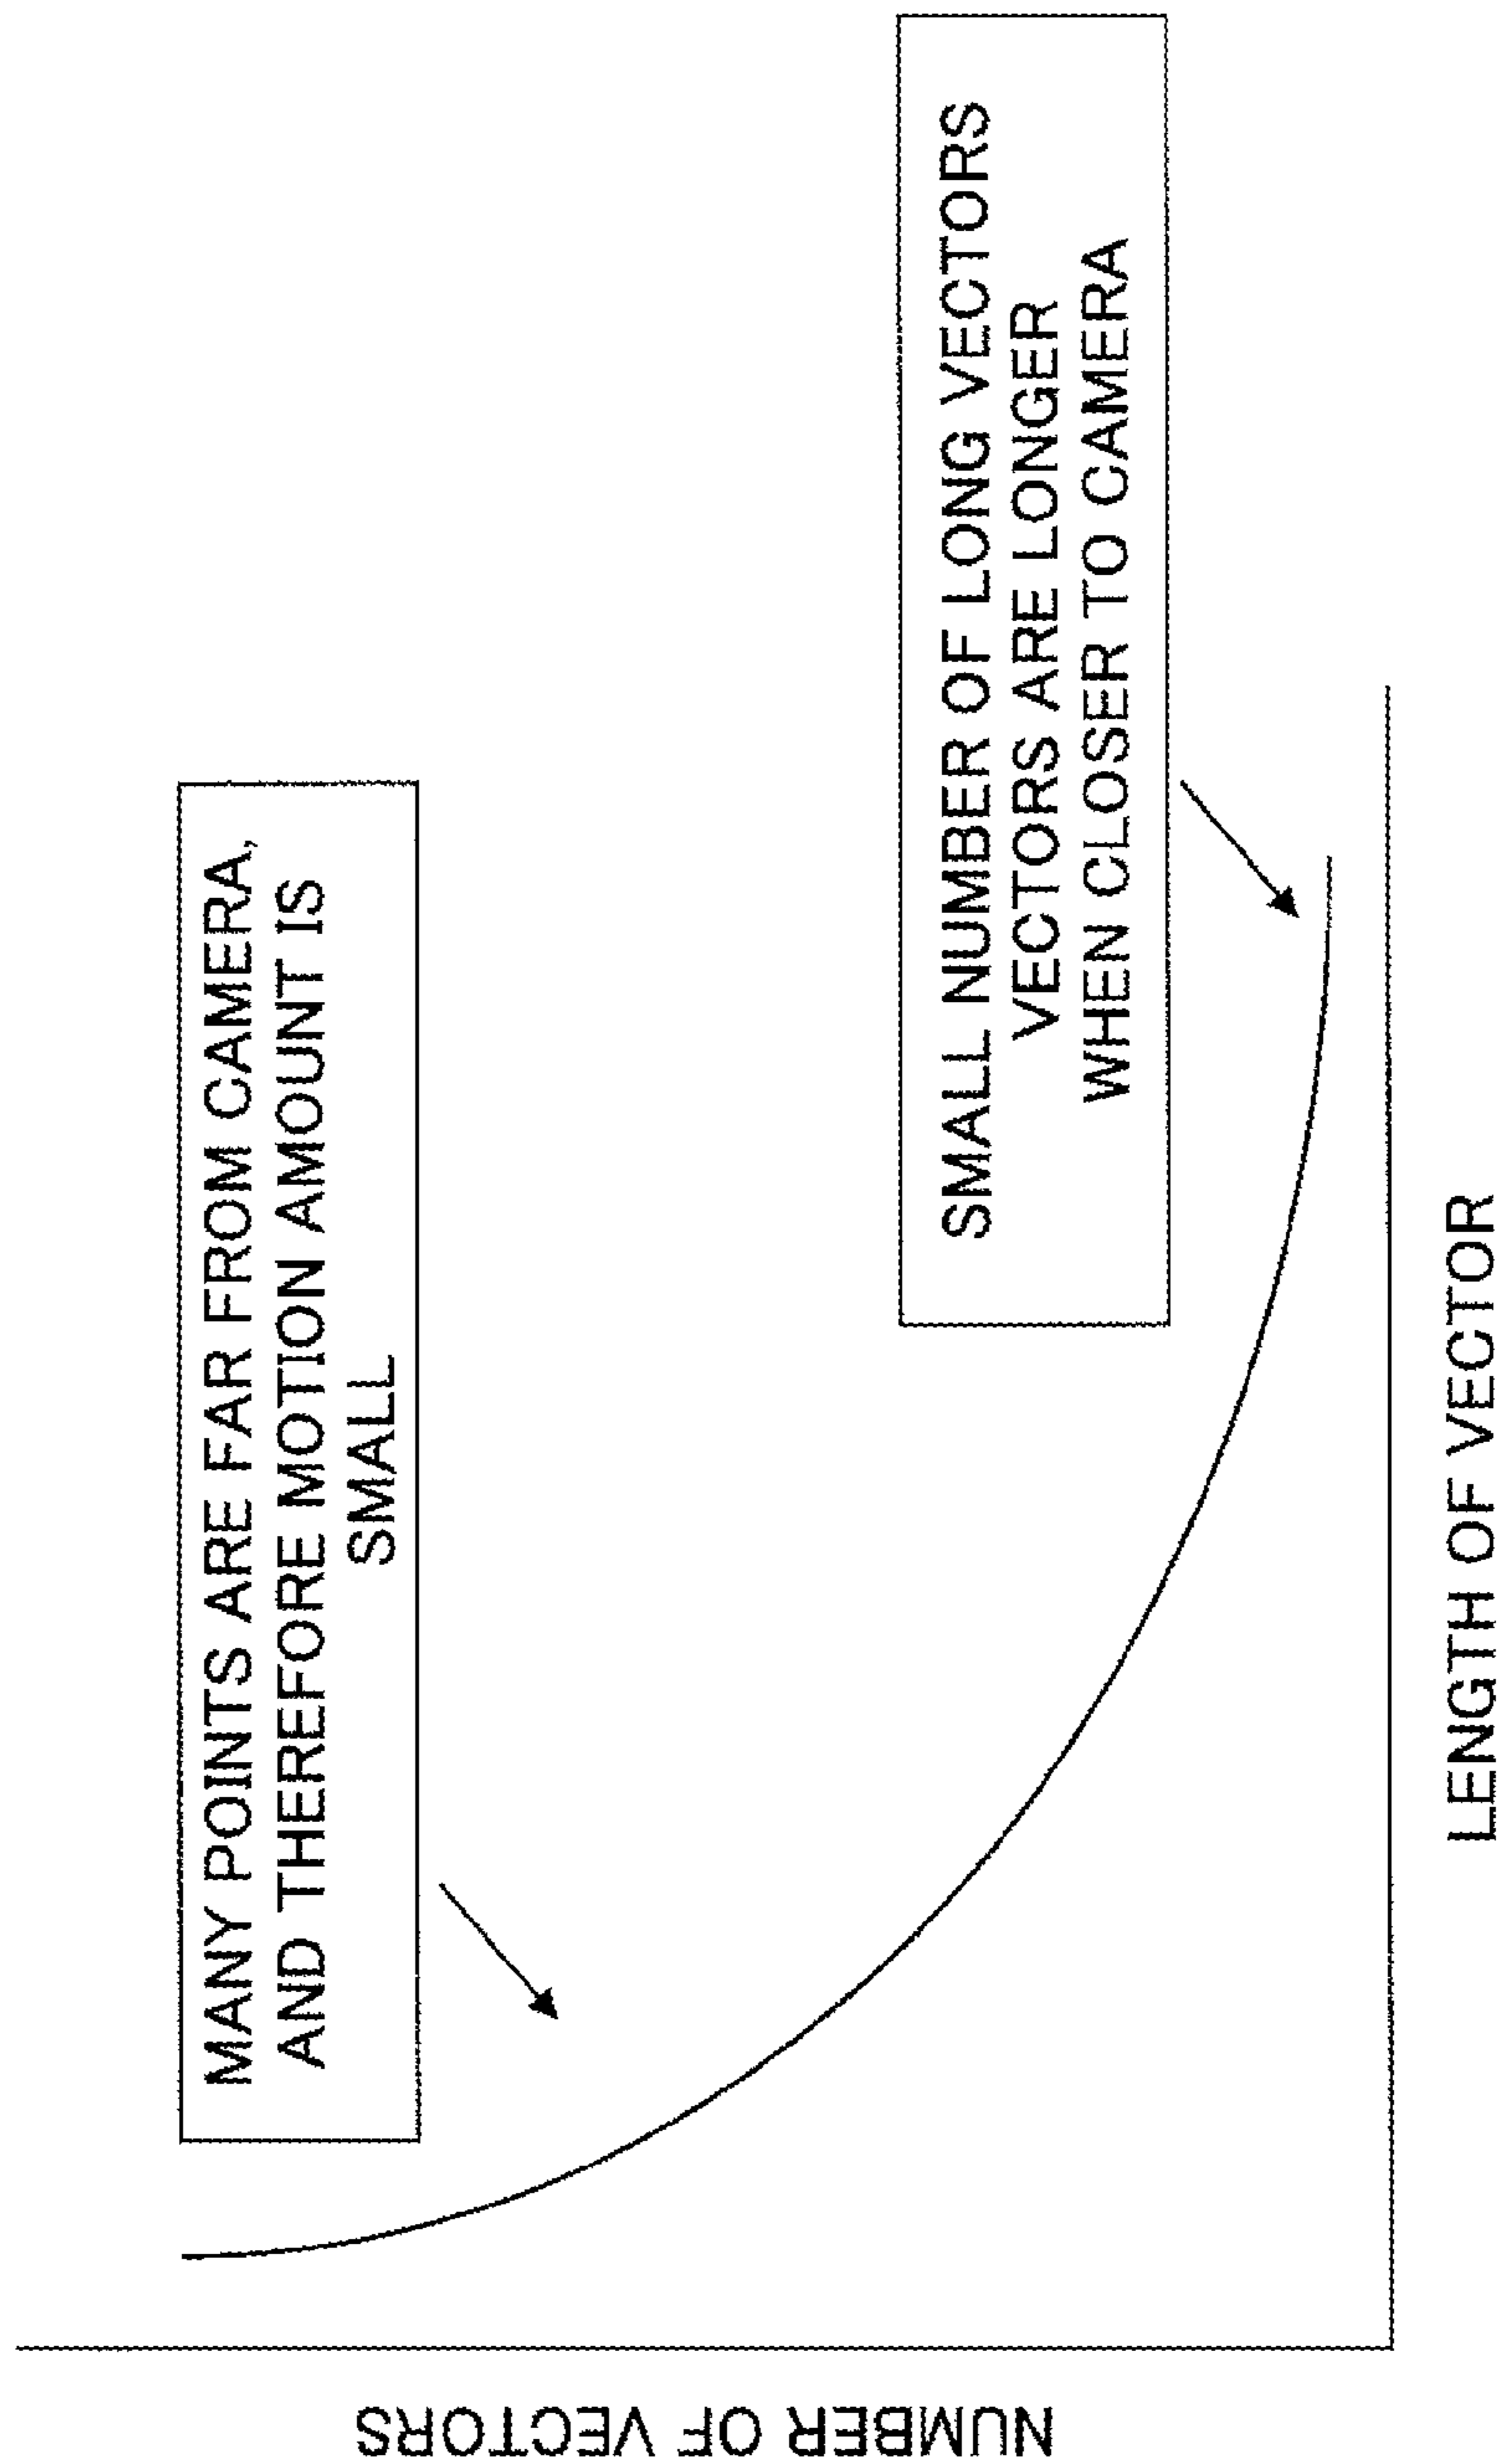 NUMBER OF VECTORS
MANY POINTS ARE FAR FROM CAMERA,
AND THEREFORE MOTION AMOUNT IS
SMALL
SMALL NUMBER OF LONG VECTORS
VECTORS ARE LONGER
WHEN CLOSER TO CAMERA
LENGTH OF VECTOR